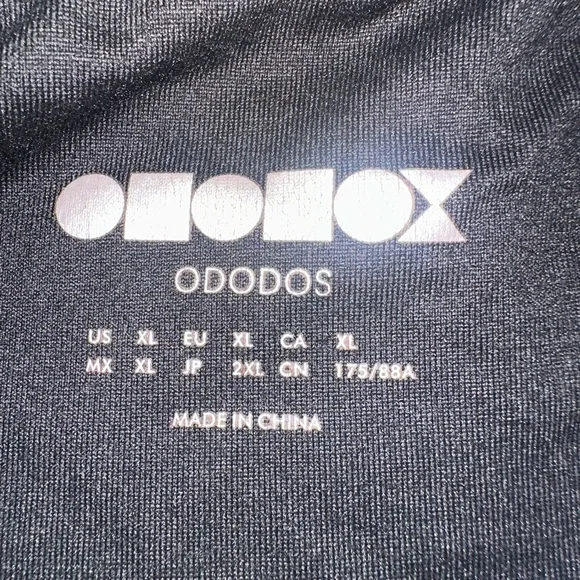 ODODOS
US XL EU XL CA XL
MX XL JP 2XL CN 175/88A
MADE IN CHINA